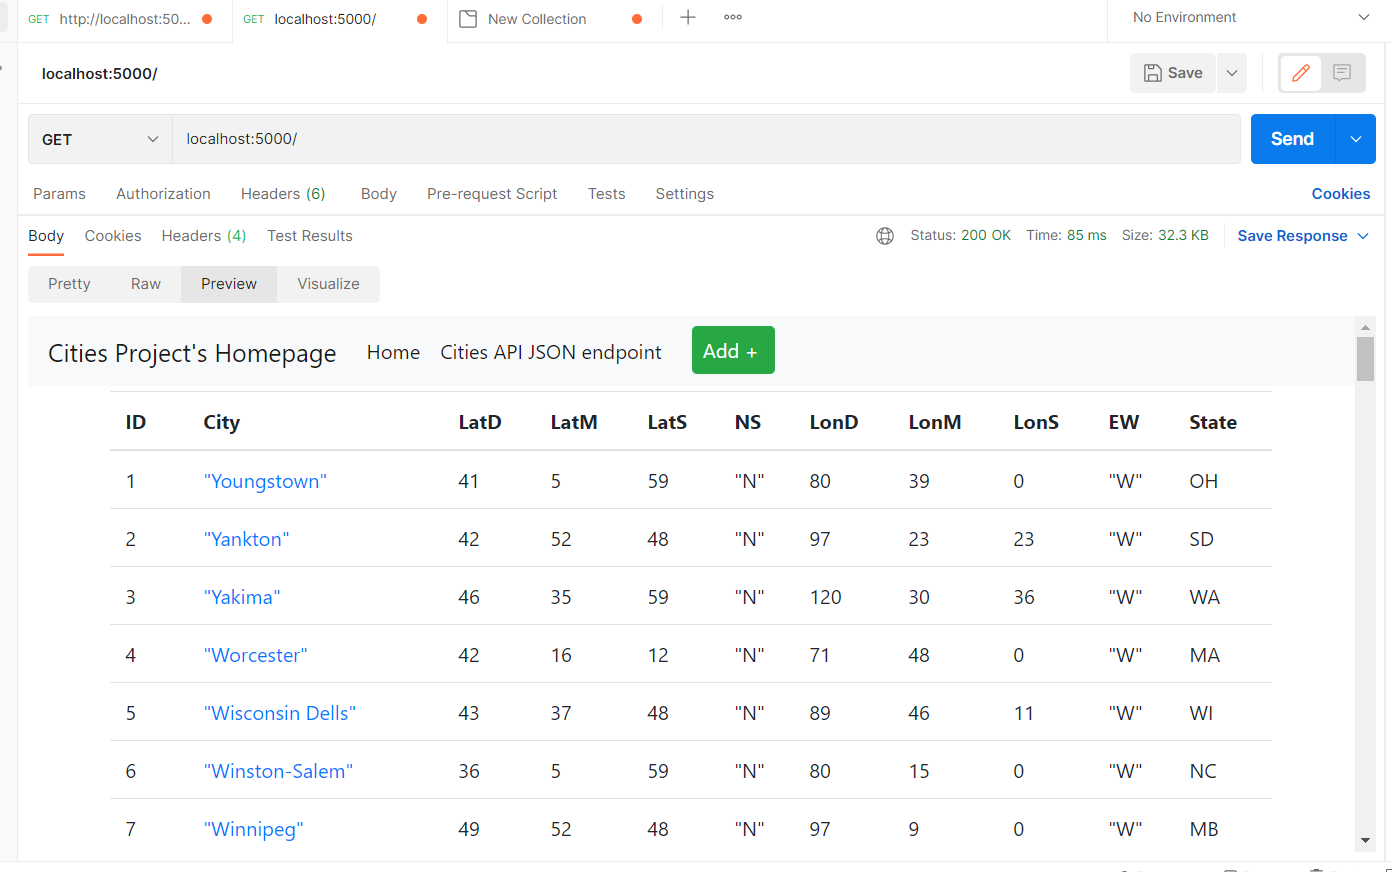 GET http://localhost:50... GET localhost:5000/ New Collection No Environment
localhost:5000/ Save
GET localhost:5000/ Send
Params Authorization Headers (6) Body Pre-request Script Tests Settings Cookies
Body Cookies Headers (4) Test Results Status: 200 OK Time: 85 ms Size: 32.3 KB Save Response
Pretty Raw Preview Visualize
Cities Project's Homepage Home Cities API JSON endpoint Add +
ID City LatD LatM LatS NS LonD LonM LonS EW State
1 "Youngstown" 41 5 59 "N" 80 39 0 "W" OH
2 "Yankton" 42 52 48 "N" 97 23 23 "W" SD
3 "Yakima" 46 35 59 "N" 120 30 36 "W" WA
4 "Worcester" 42 16 12 "N" 71 48 0 "W" MA
5 "Wisconsin Dells" 43 37 48 "N" 89 46 11 "W" WI
6 "Winston-Salem" 36 5 59 "N" 80 15 0 "W" NC
7 "Winnipeg" 49 52 48 "N" 97 9 0 "W" MB